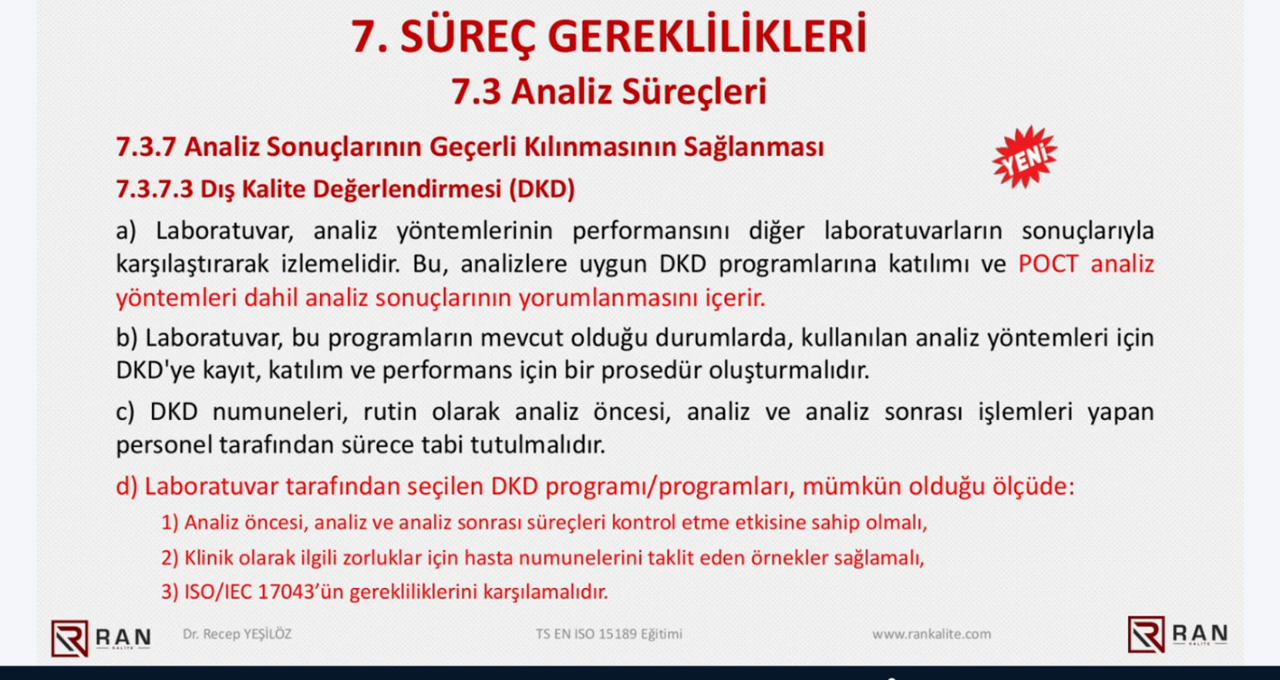 7. SÜREÇ GEREKLİLİKLERİ
7.3 Analiz Süreçleri
7.3.7 Analiz Sonuçlarının Geçerli Kılınmasının Sağlanması
YENİ
7.3.7.3 Dış Kalite Değerlendirmesi (DKD)
a) Laboratuvar, analiz yöntemlerinin performansını diğer laboratuvarların sonuçlarıyla
karşılaştırarak izlemelidir. Bu, analizlere uygun DKD programlarına katılımı ve POCT analiz
yöntemleri dahil analiz sonuçlarının yorumlanmasını içerir.
b) Laboratuvar, bu programların mevcut olduğu durumlarda, kullanılan analiz yöntemleri için
DKD'ye kayıt, katılım ve performans için bir prosedür oluşturmalıdır.
c) DKD numuneleri, rutin olarak analiz öncesi, analiz ve analiz sonrası işlemleri yapan
personel tarafından sürece tabi tutulmalıdır.
d) Laboratuvar tarafından seçilen DKD programı/programları, mümkün olduğu ölçüde:
1) Analiz öncesi, analiz ve analiz sonrası süreçleri kontrol etme etkisine sahip olmalı,
2) Klinik olarak ilgili zorluklar için hasta numunelerini taklit eden örnekler sağlamalı,
3) ISO/IEC 17043’ün gerekliliklerini karşılamalıdır.
RAN
KALİTE
Dr. Recep YEŞİLÖZ
TS EN ISO 15189 Eğitimi
www.rankalite.com
RAN
KALİTE